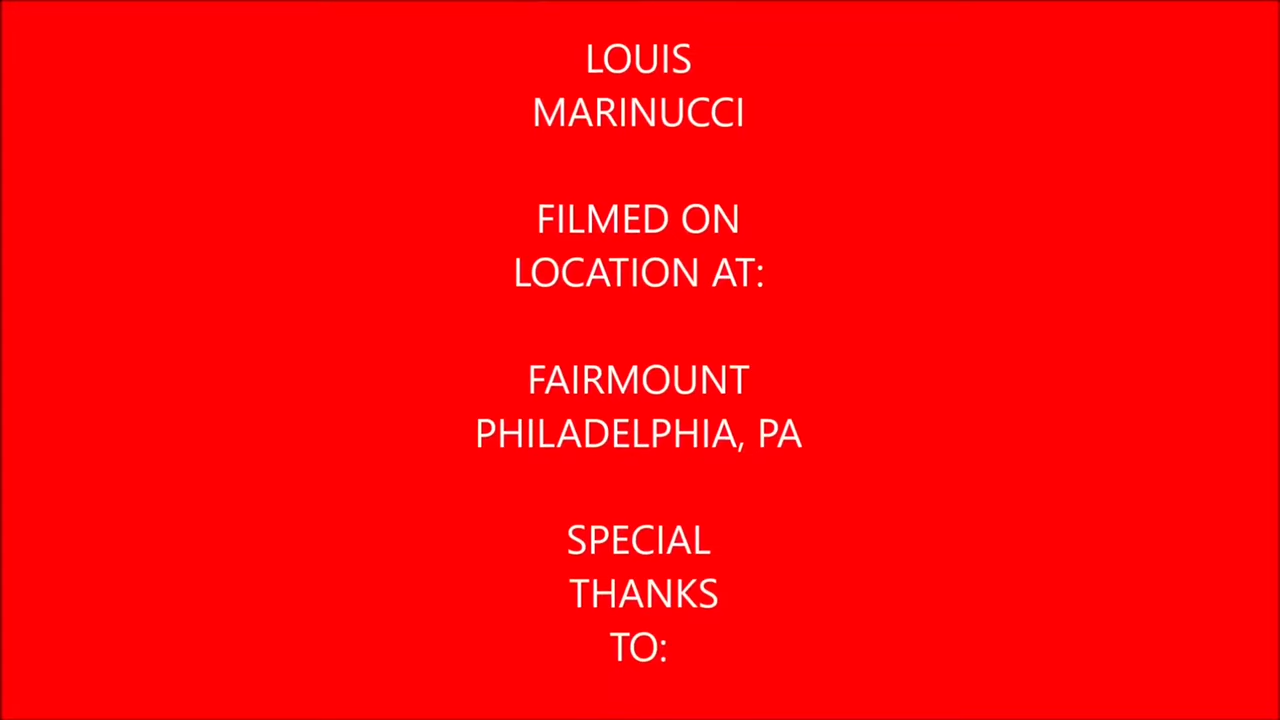 LOUIS
MARINUCCI
FILMED ON
LOCATION AT:
FAIRMOUNT
PHILADELPHIA, PA
SPECIAL
THANKS
TO: